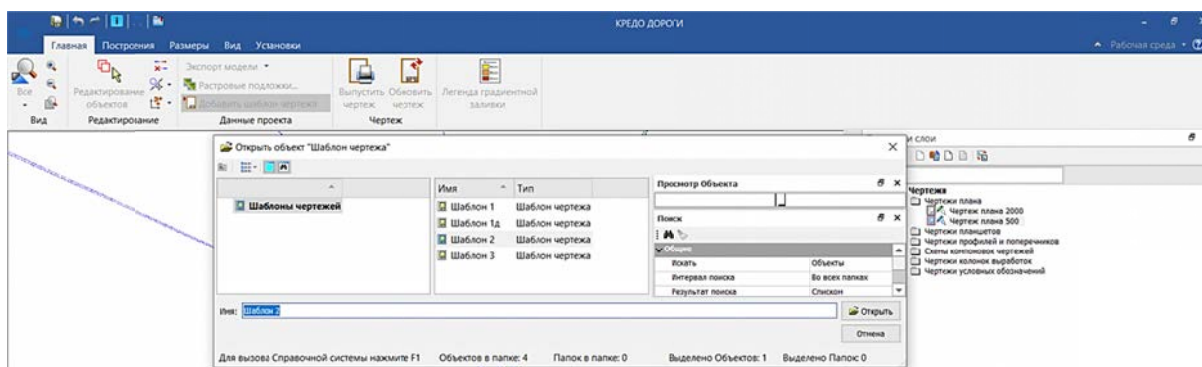 КРЕДО ДОРОГИ
Главная Построения Размеры Вид Установки
Рабочая среда
Все
Редактирование объектов
Экспорт модели
Растровые подложки...
Добавить шаблон чертежа
Выпустить чертеж
Обновить чертеж
Легенда градиентной заливки
Вид Редактирование Данные проекта Чертеж
Открыть объект "Шаблон чертежа"
Шаблоны чертежей
Имя Тип
Шаблон 1 Шаблон чертежа
Шаблон 1д Шаблон чертежа
Шаблон 2 Шаблон чертежа
Шаблон 3 Шаблон чертежа
Просмотр Объекта
Поиск
Общие
Искать Объекты
Интервал поиска Во всех папках
Результат поиска Списком
Имя: Шаблон 2
Открыть
Отмена
Для вызова Справочной системы нажмите F1 Объектов в папке: 4 Папок в папке: 0 Выделено Объектов: 1 Выделено Папок: 0
и слои
Чертежи
Чертежи плана
Чертеж плана 2000
Чертеж плана 500
Чертежи планшетов
Чертежи профилей и поперечников
Схемы компоновок чертежей
Чертежи колонок выработок
Чертежи условных обозначений